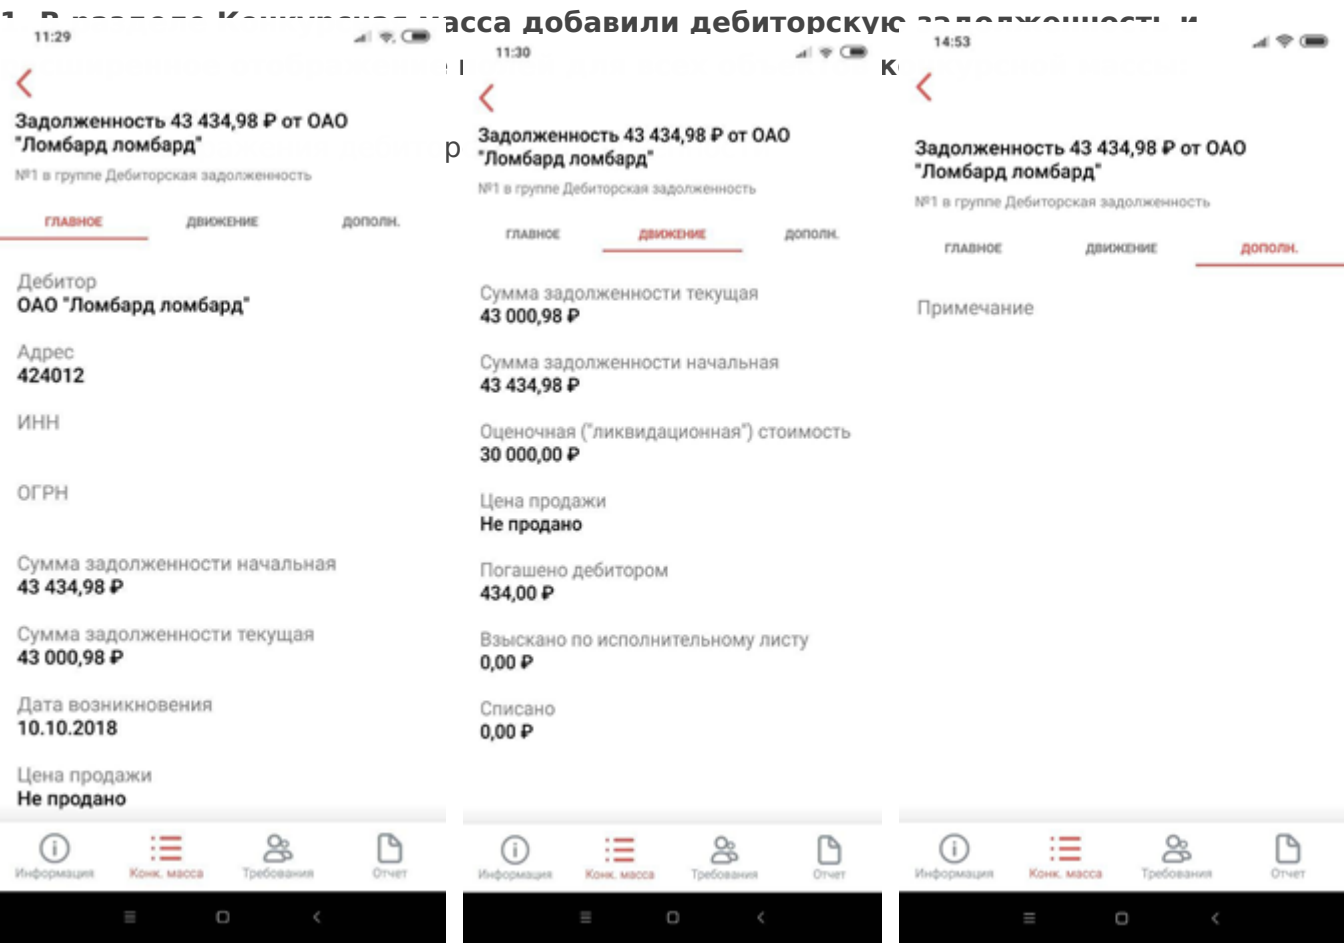 1. В разделе Конкурсная масса добавили дебиторскую задолженность и
11:29
Задолженность 43 434,98 ₽ от ОАО
"Ломбард ломбард"
№1 в группе Дебиторская задолженность
ГЛАВНОЕ ДВИЖЕНИЕ ДОПОЛН.
Дебитор
ОАО "Ломбард ломбард"
Адрес
424012
ИНН
ОГРН
Сумма задолженности начальная
43 434,98 ₽
Сумма задолженности текущая
43 000,98 ₽
Дата возникновения
10.10.2018
Цена продажи
Не продано
Информация Конк. масса Требования Отчет
11:30
Задолженность 43 434,98 ₽ от ОАО
"Ломбард ломбард"
№1 в группе Дебиторская задолженность
ГЛАВНОЕ ДВИЖЕНИЕ ДОПОЛН.
Сумма задолженности текущая
43 000,98 ₽
Сумма задолженности начальная
43 434,98 ₽
Оценочная ("ликвидационная") стоимость
30 000,00 ₽
Цена продажи
Не продано
Погашено дебитором
434,00 ₽
Взыскано по исполнительному листу
0,00 ₽
Списано
0,00 ₽
Информация Конк. масса Требования Отчет
14:53
Задолженность 43 434,98 ₽ от ОАО
"Ломбард ломбард"
№1 в группе Дебиторская задолженность
ГЛАВНОЕ ДВИЖЕНИЕ ДОПОЛН.
Примечание
Информация Конк. масса Требования Отчет